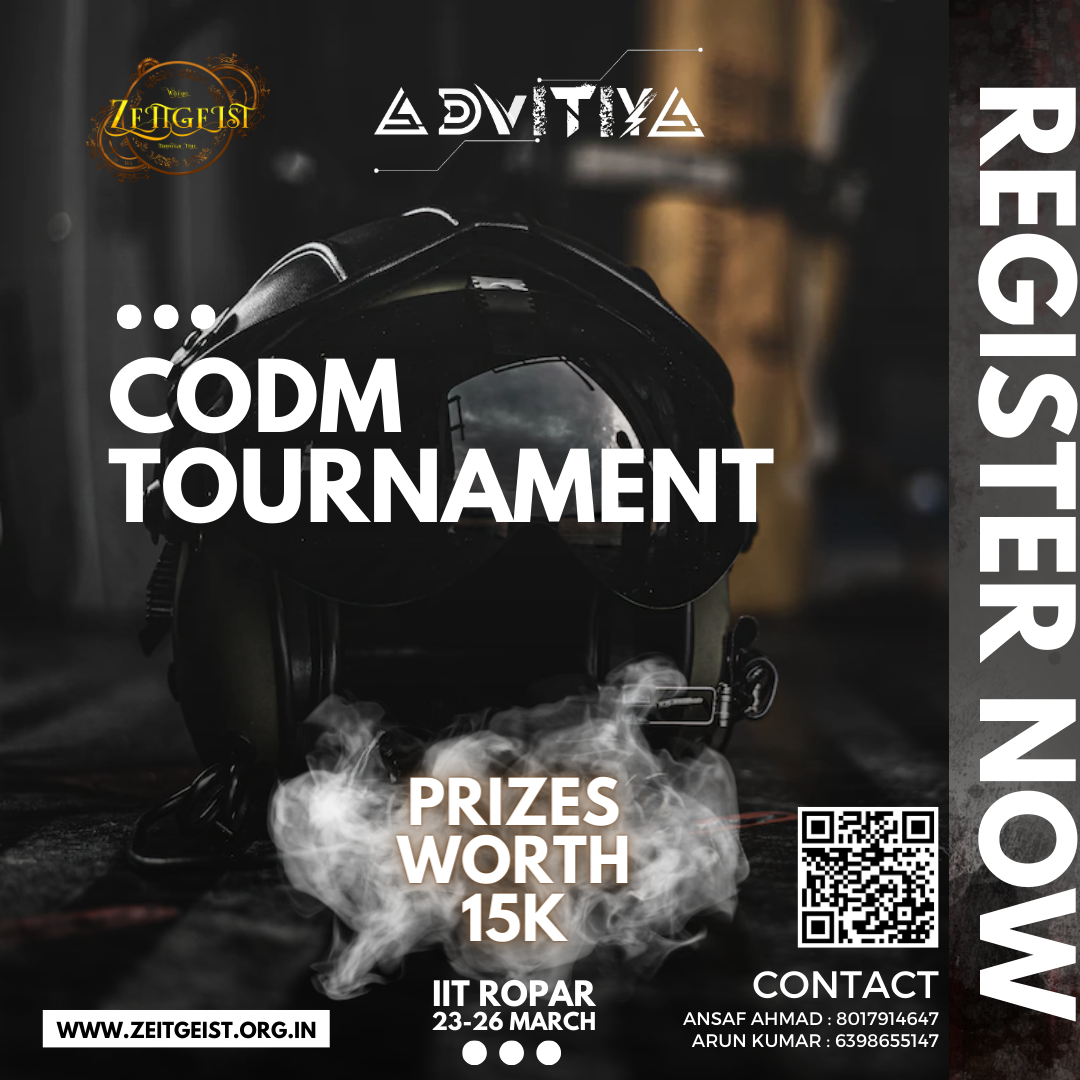 ZEITGEIST
ADVITIYA
CODM
TOURNAMENT
PRIZES
WORTH
15K
IIT ROPAR
23-26 MARCH
WWW.ZEITGEIST.ORG.IN
CONTACT
ANSAF AHMAD : 8017914647
ARUN KUMAR : 6398655147
REGISTER NOW